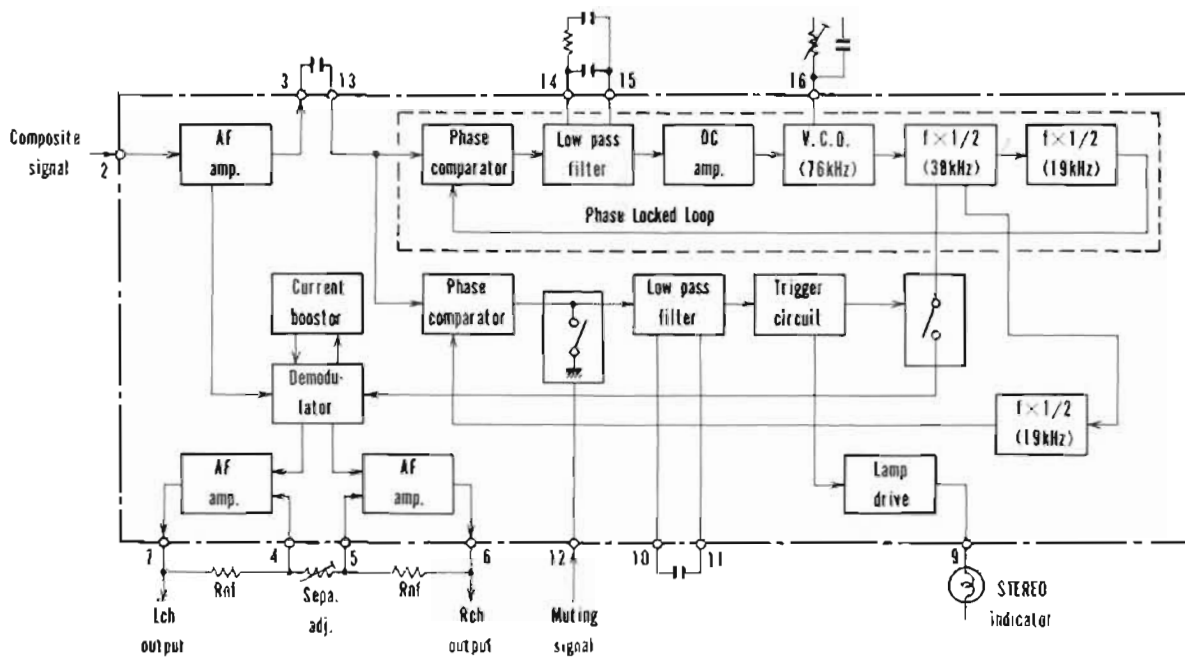 3 13
14 15
16
Composite
signal
2
AF
amp.
Phase
comparator
Low pass
filter
DC
amp.
V.C.O.
(76kHz)
f×1/2
(38kHz)
f×1/2
(19kHz)
Phase Locked Loop
Current
boostor
Phase
comparator
Low pass
filter
Trigger
circuit
Demodu-
lator
f×1/2
(19kHz)
AF
amp.
AF
amp.
Lamp
drive
7 4 5 6 12 10 11 9
Rnf
Sepa.
adj.
Rnf
Lch
output
Rch
output
Muting
signal
STEREO
indicator